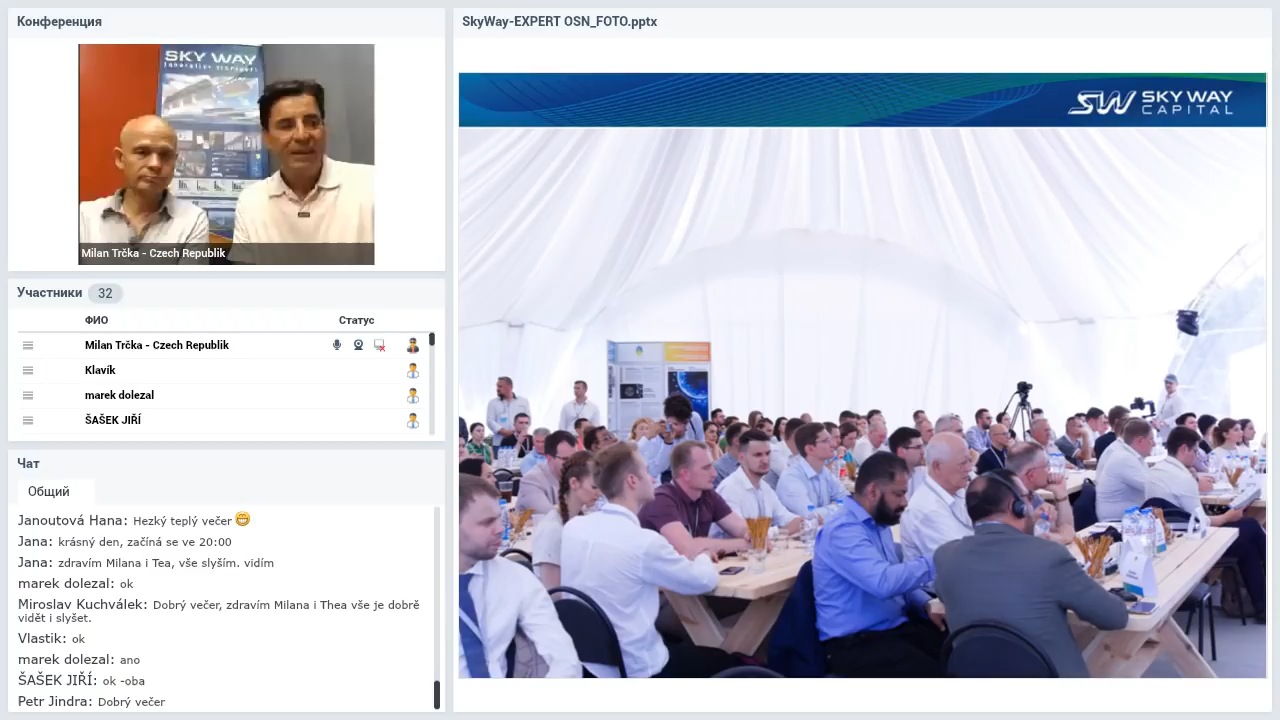 Конференция
SKY WAY
Milan Trčka - Czech Republik
Участники 32
ФИО Статус
Milan Trčka - Czech Republik
Klavík
marek dolezal
ŠAŠEK JIŘÍ
Чат
Общий
Janoutová Hana: Hezký teplý večer
Jana: krásný den, začíná se ve 20:00
Jana: zdravím Milana i Tea, vše slyším. vidím
marek dolezal: ok
Miroslav Kuchválek: Dobrý večer, zdravím Milana i Thea vše je dobrě
vidět i slyšet.
Vlastik: ok
marek dolezal: ano
ŠAŠEK JIŘÍ: ok -oba
Petr Jindra: Dobrý večer
SkyWay-EXPERT OSN_FOTO.pptx
SW SKY WAY
CAPITAL